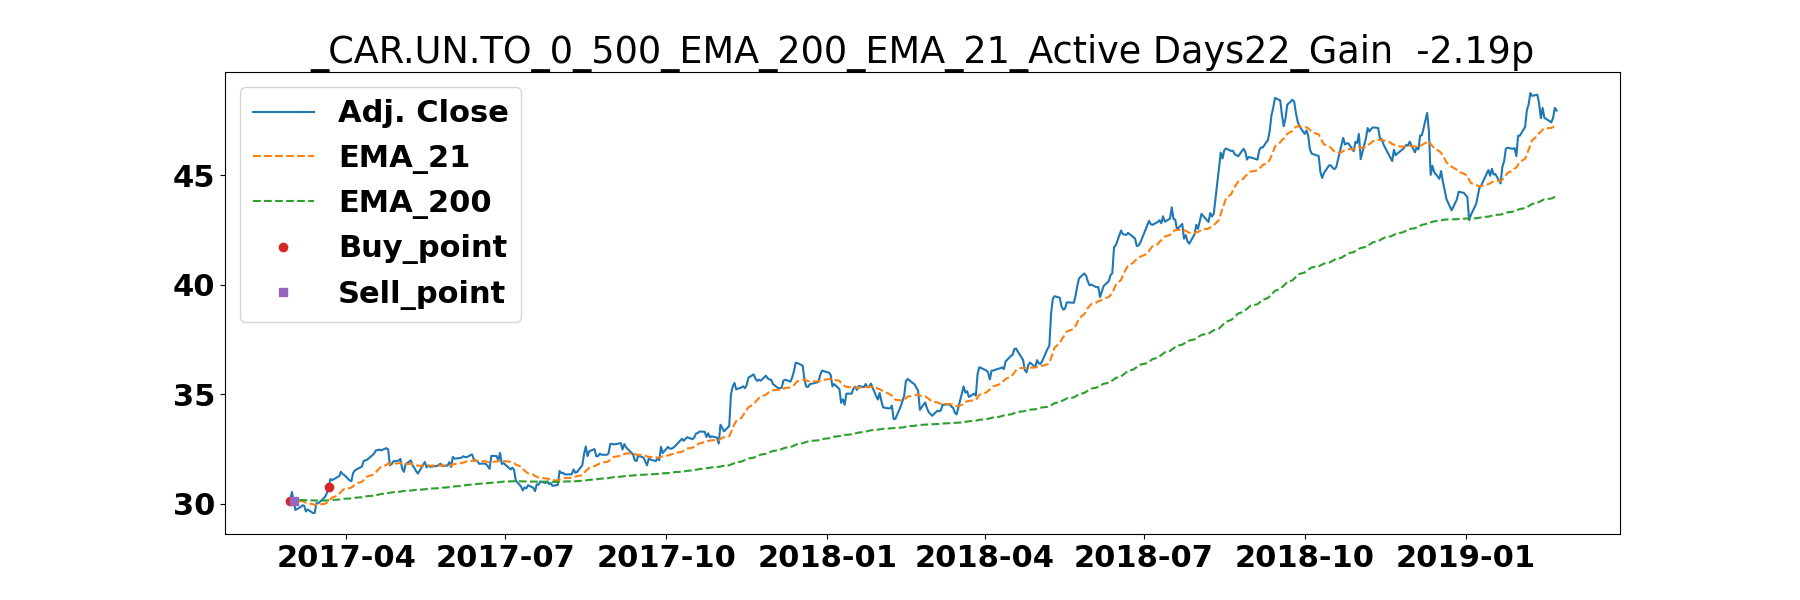 _CAR.UN.TO_0_500_EMA_200_EMA_21_Active Days22_Gain  -2.19p
Adj. Close
EMA_21
EMA_200
Buy_point
Sell_point
45
40
35
30
2017-04 2017-07 2017-10 2018-01 2018-04 2018-07 2018-10 2019-01